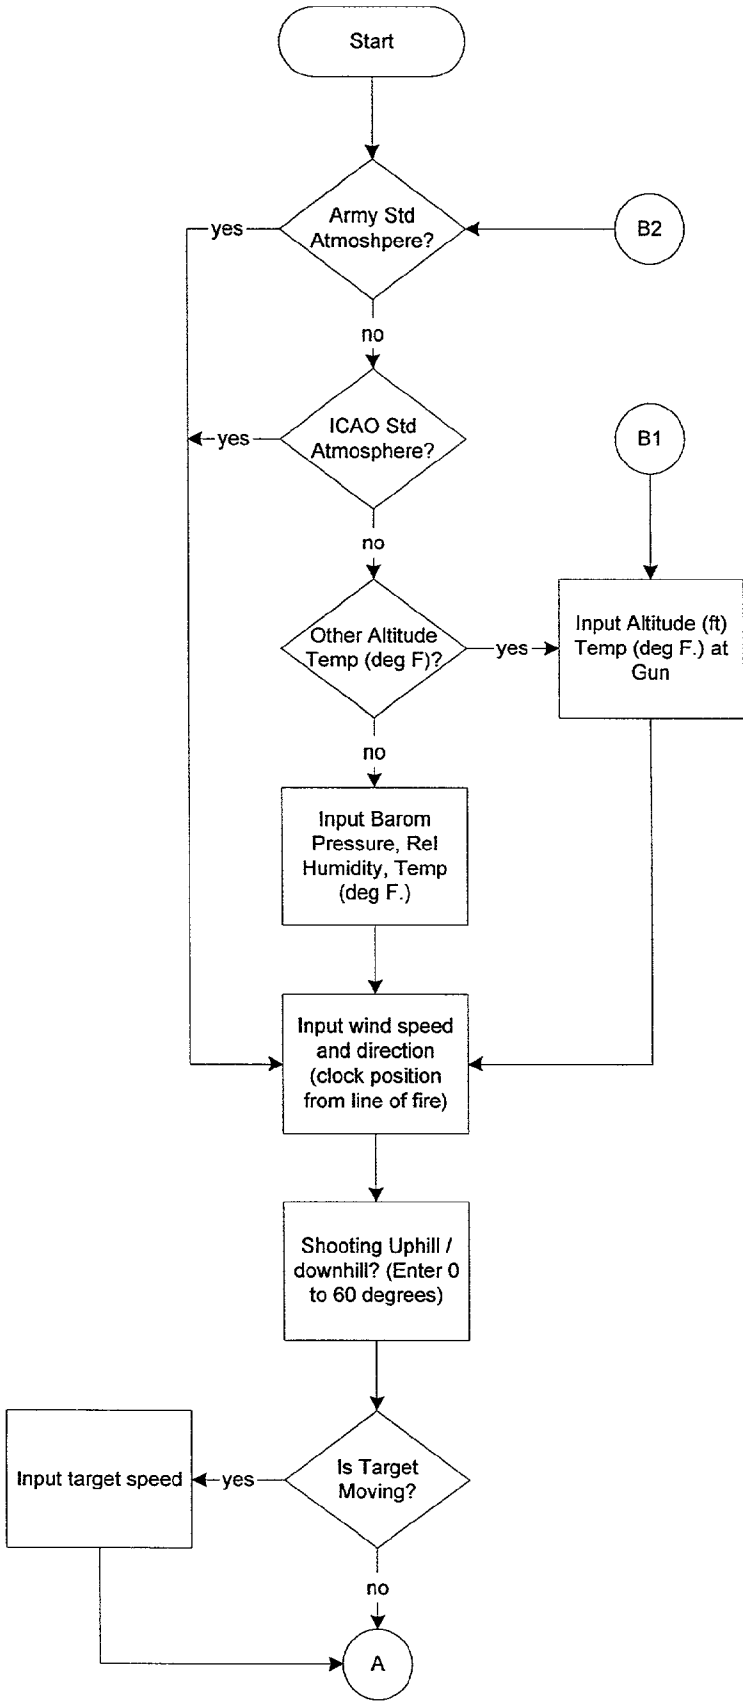 Start
Army Std
Atmoshpere?
yes
B2
no
ICAO Std
Atmosphere?
yes
B1
no
Other Altitude
Temp (deg F)?
yes
Input Altitude (ft)
Temp (deg F.) at
Gun
no
Input Barom
Pressure, Rel
Humidity, Temp
(deg F.)
Input wind speed
and direction
(clock position
from line of fire)
Shooting Uphill /
downhill? (Enter 0
to 60 degrees)
Is Target
Moving?
yes
Input target speed
no
A